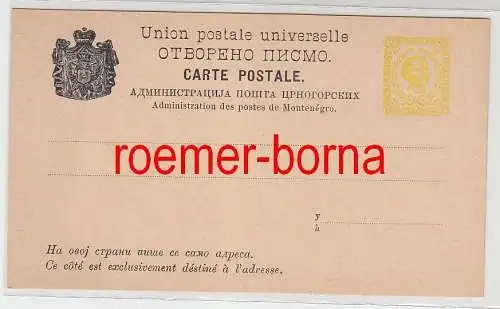 Union postale universelle
ОТВОРЕНО ПИСМО.
CARTE POSTALE.
АДМИНИСТРАЦИЈА ПОШТА ЦРНОГОРСКИХ
Administration des postes de Monténégro.
roemer-borna
у
à
На овој страни пише се само адреса.
Ce côté est exclusivement déstiné à l'adresse.